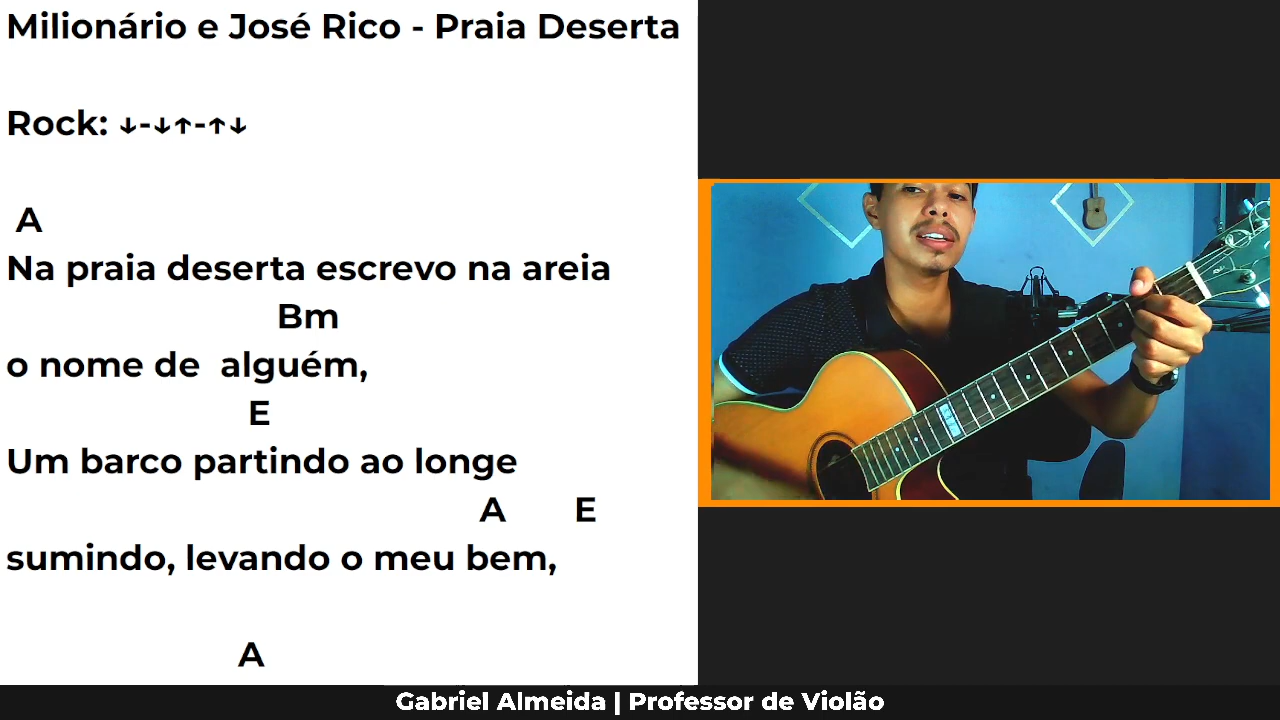 Milionário e José Rico - Praia Deserta
Rock: ↓-↓↑-↑↓
A
Na praia deserta escrevo na areia
Bm
o nome de  alguém,
E
Um barco partindo ao longe
A E
sumindo, levando o meu bem,
A
Gabriel Almeida | Professor de Violão